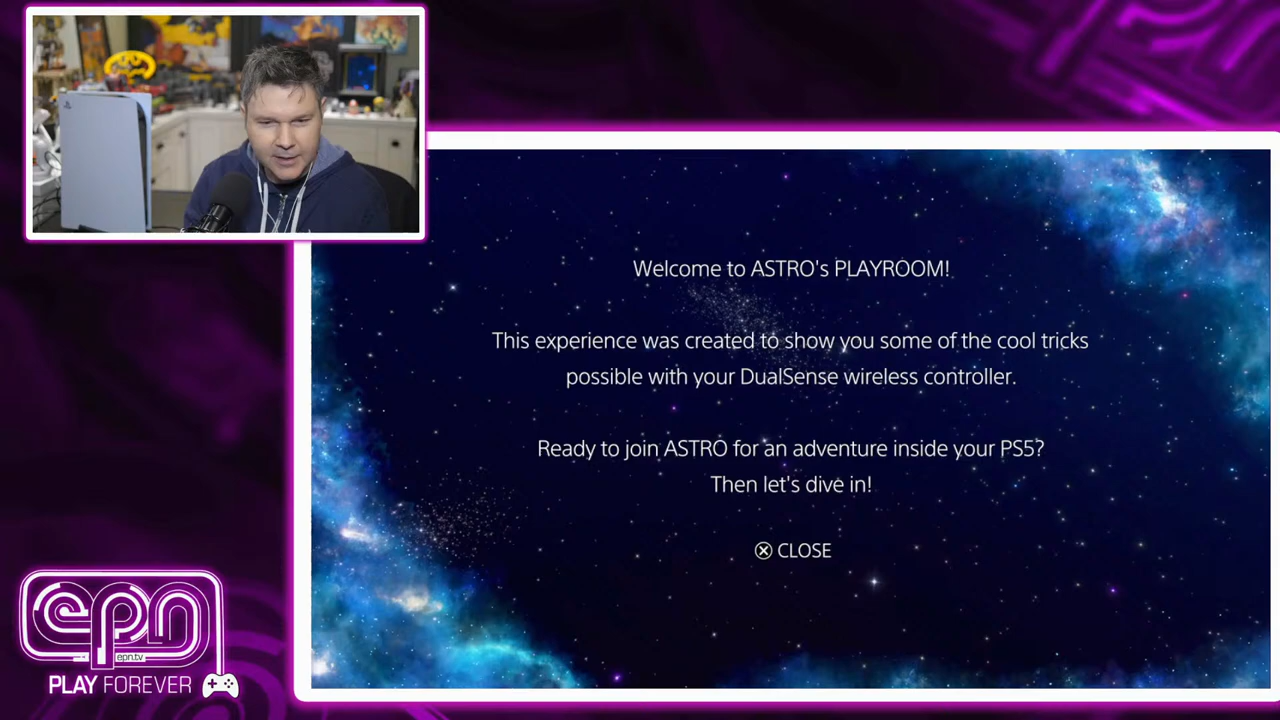 Welcome to ASTRO's PLAYROOM!
This experience was created to show you some of the cool tricks
possible with your DualSense wireless controller.
Ready to join ASTRO for an adventure inside your PS5?
Then let's dive in!
CLOSE
epn
epn.tv
PLAY FOREVER